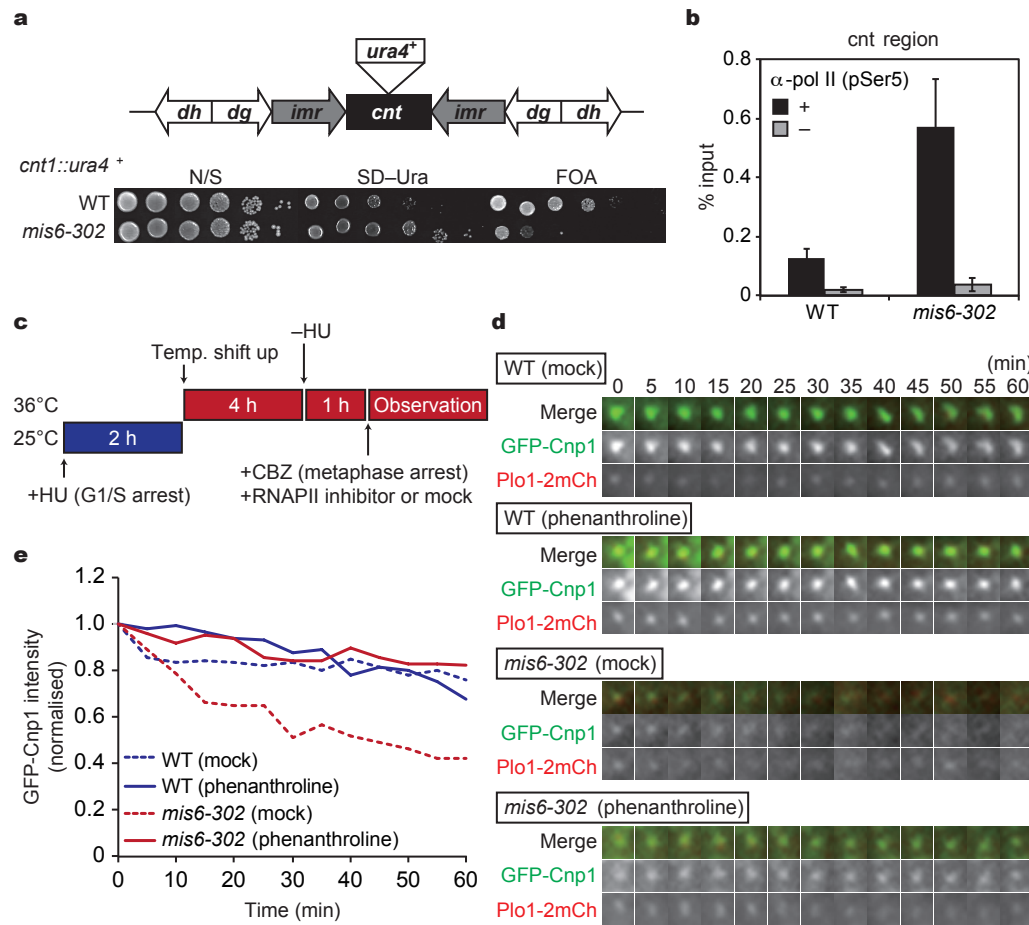 a
ura4+
dh dg imr cnt imr dg dh
cnt1::ura4 +
N/S SD–Ura FOA
WT
mis6-302
b
cnt region
0.8
α-pol II (pSer5)
+
–
0.6
0.4
0.2
0
% input
WT mis6-302
c
–HU
Temp. shift up
36°C
4 h 1 h Observation
25°C
2 h
+CBZ (metaphase arrest)
+HU (G1/S arrest)
+RNAPII inhibitor or mock
d
WT (mock)
(min)
0 5 10 15 20 25 30 35 40 45 50 55 60
Merge
GFP-Cnp1
Plo1-2mCh
WT (phenanthroline)
Merge
GFP-Cnp1
Plo1-2mCh
mis6-302 (mock)
Merge
GFP-Cnp1
Plo1-2mCh
mis6-302 (phenanthroline)
Merge
GFP-Cnp1
Plo1-2mCh
e
1.2
1.0
0.8
0.6
0.4
0.2
0
GFP-Cnp1 intensity
(normalised)
WT (mock)
WT (phenanthroline)
mis6-302 (mock)
mis6-302 (phenanthroline)
0 10 20 30 40 50 60
Time (min)